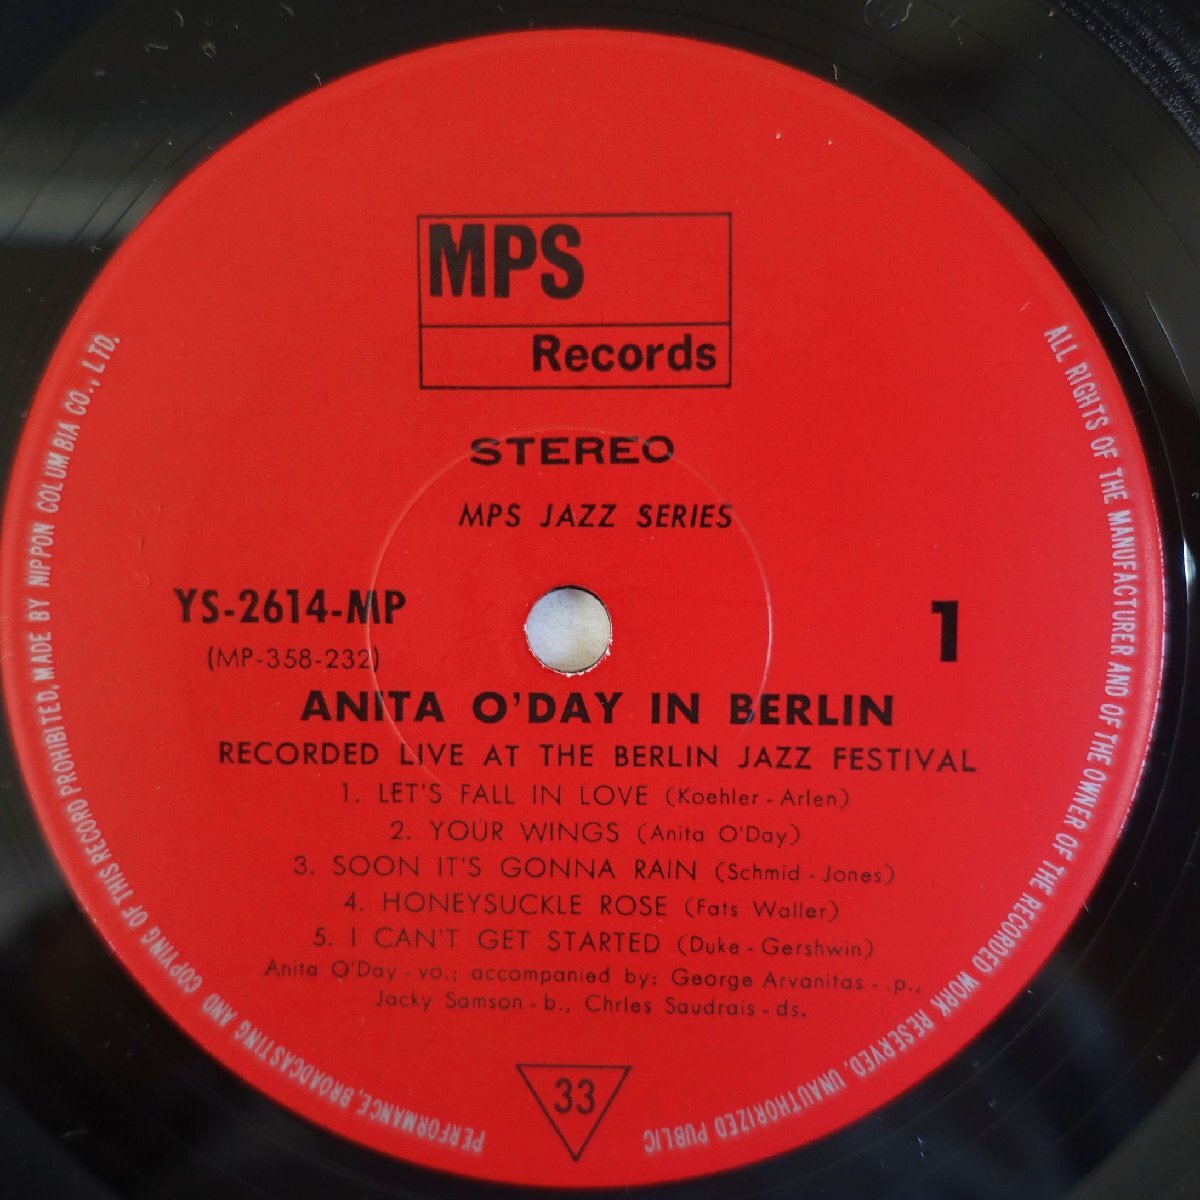 MPS
Records
STEREO
MPS JAZZ SERIES
YS-2614-MP
(MP-358-232)
1
ANITA O'DAY IN BERLIN
RECORDED LIVE AT THE BERLIN JAZZ FESTIVAL
1. LET'S FALL IN LOVE (Koehler - Arlen)
2. YOUR WINGS (Anita O'Day)
3. SOON IT'S GONNA RAIN (Schmid - Jones)
4. HONEYSUCKLE ROSE (Fats Waller)
5. I CAN'T GET STARTED (Duke - Gershwin)
Anita O'Day - vo.; accompanied by: George Arvanitas - .p.,
Jacky Samson - b., Chrles Saudrais - ds.
33
ALL RIGHTS OF THE MANUFACTURER AND OF THE OWNER OF THE RECORDED WORK RESERVED. UNAUTHORIZED PUBLIC PERFORMANCE, BROADCASTING AND COPYING OF THIS RECORD PROHIBITED. MADE BY NIPPON COLUMBIA CO., LTD.